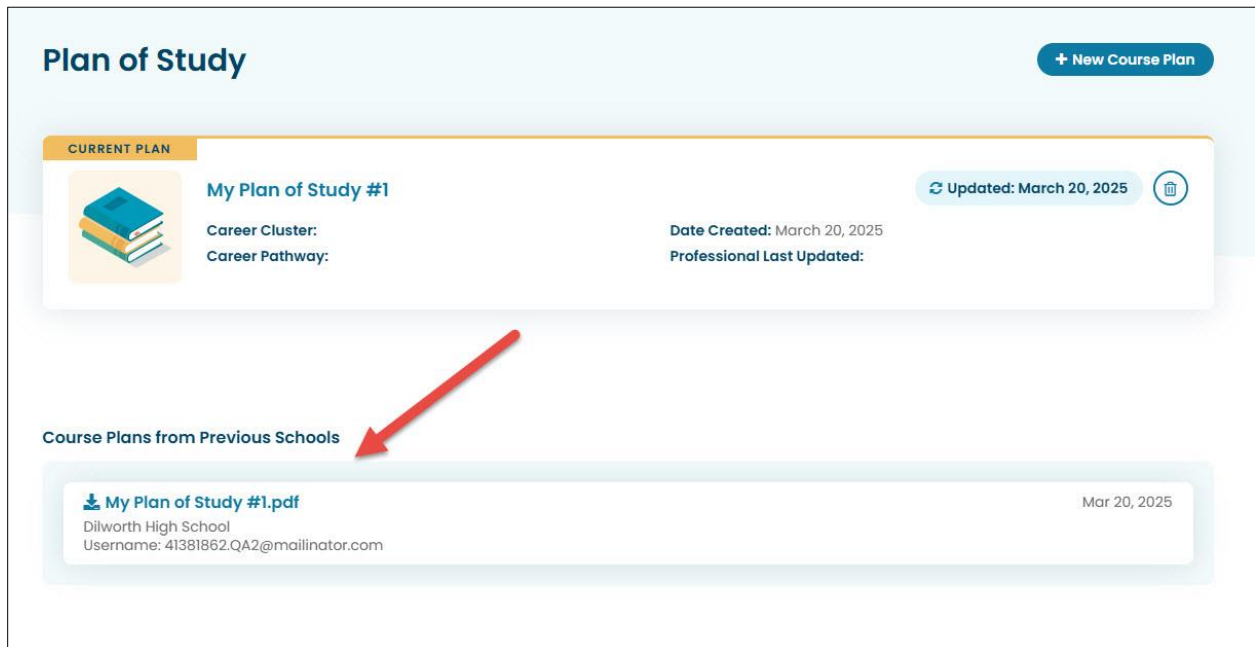 Plan of Study
+ New Course Plan
CURRENT PLAN
My Plan of Study #1
Updated: March 20, 2025
Career Cluster:
Date Created: March 20, 2025
Career Pathway:
Professional Last Updated:
Course Plans from Previous Schools
My Plan of Study #1.pdf
Mar 20, 2025
Dilworth High School
Username: 41381862.QA2@mailinator.com